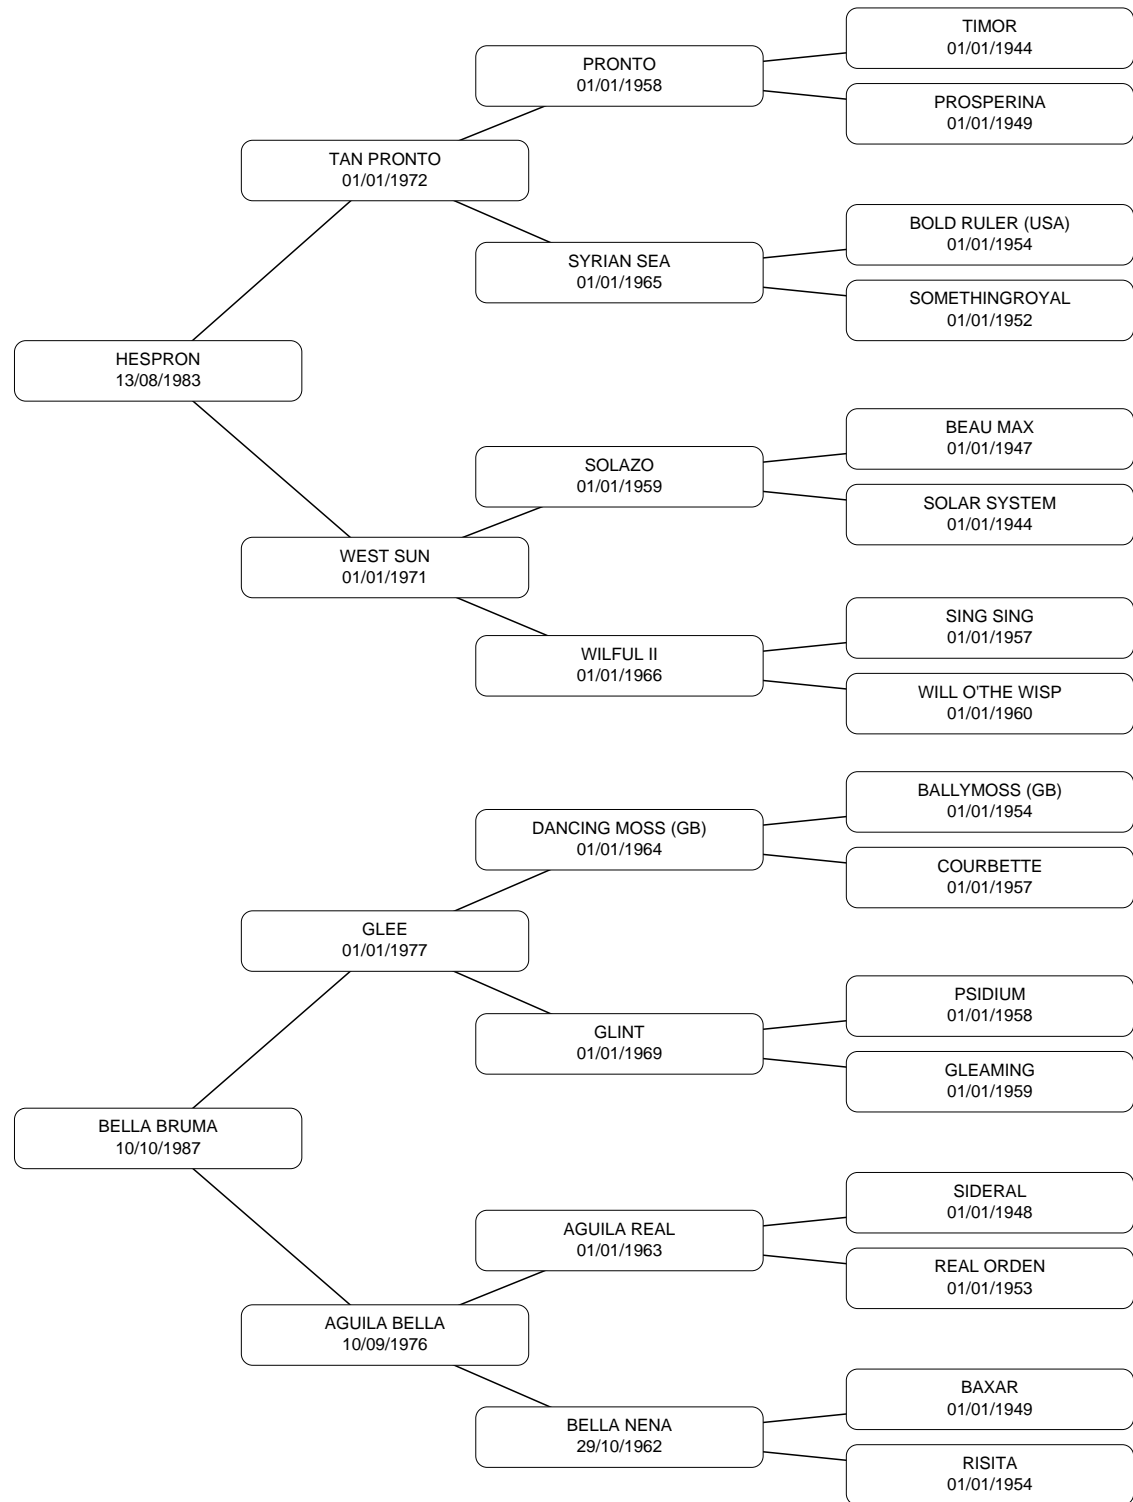 TIMOR
01/01/1944
PRONTO
01/01/1958
PROSPERINA
01/01/1949
TAN PRONTO
01/01/1972
BOLD RULER (USA)
01/01/1954
SYRIAN SEA
01/01/1965
SOMETHINGROYAL
01/01/1952
HESPRON
13/08/1983
BEAU MAX
01/01/1947
SOLAZO
01/01/1959
SOLAR SYSTEM
01/01/1944
WEST SUN
01/01/1971
SING SING
01/01/1957
WILFUL II
01/01/1966
WILL O'THE WISP
01/01/1960
BALLYMOSS (GB)
01/01/1954
DANCING MOSS (GB)
01/01/1964
COURBETTE
01/01/1957
GLEE
01/01/1977
PSIDIUM
01/01/1958
GLINT
01/01/1969
GLEAMING
01/01/1959
BELLA BRUMA
10/10/1987
SIDERAL
01/01/1948
AGUILA REAL
01/01/1963
REAL ORDEN
01/01/1953
AGUILA BELLA
10/09/1976
BAXAR
01/01/1949
BELLA NENA
29/10/1962
RISITA
01/01/1954